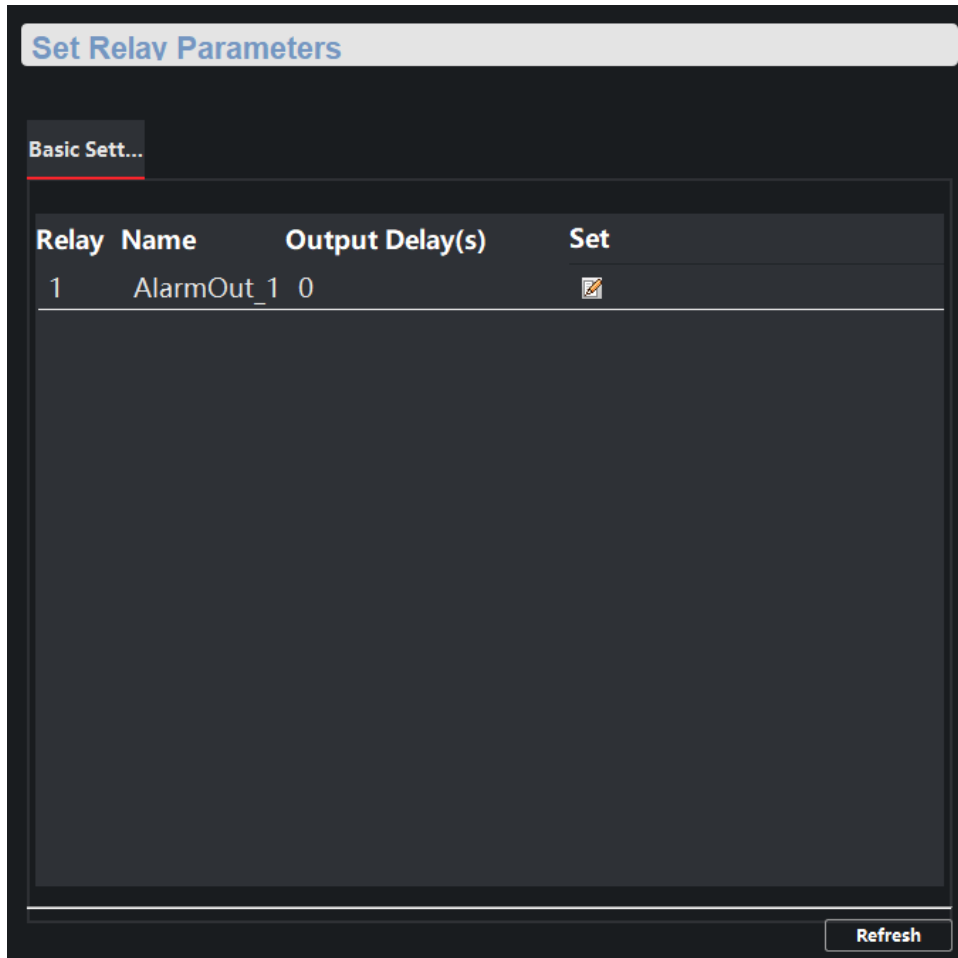 Set Relay Parameters
Basic Sett...
Relay Name Output Delay(s) Set
1 AlarmOut_1 0
Refresh